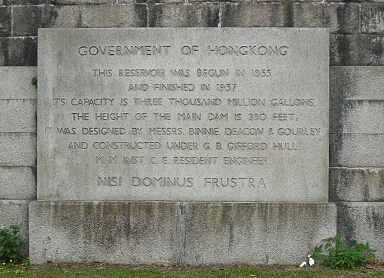 GOVERNMENT OF HONGKONG
THIS RESERVOIR WAS BEGUN IN 1933
AND FINISHED IN 1937.
ITS CAPACITY IS THREE THOUSAND MILLION GALLONS.
THE HEIGHT OF THE MAIN DAM IS 280 FEET.
IT WAS DESIGNED BY MESSRS. BINNIE, DEACON & GOURLEY
AND CONSTRUCTED UNDER G. B. GIFFORD HULL
M. M. INST. C. E. RESIDENT ENGINEER.
NISI DOMINUS FRUSTRA